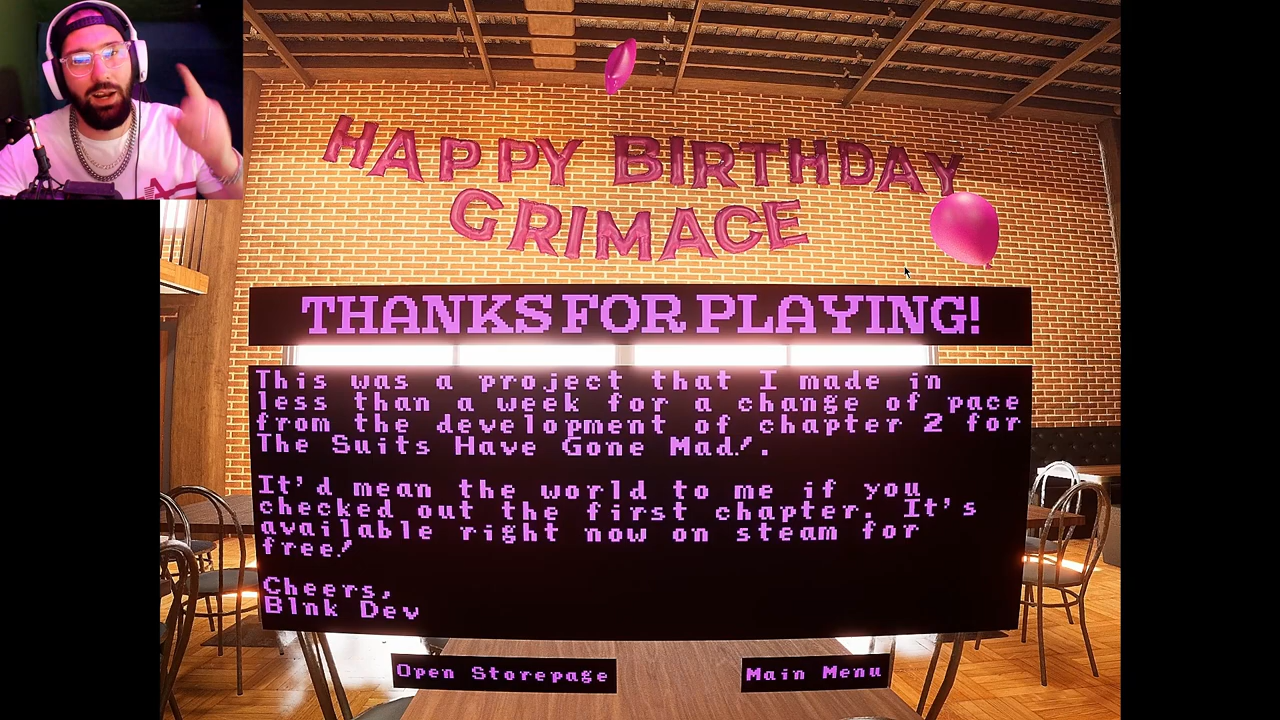 HAPPY BIRTHDAY
GRIMACE
THANKS FOR PLAYING!
This was a project that I made in
less than a week for a change of pace
from the development of chapter 2 for
The Suits Have Gone Mad!.
It'd mean the world to me if you
checked out the first chapter. It's
available right now on steam for
free!
Cheers,
Blnk Dev
Open Storepage
Main Menu